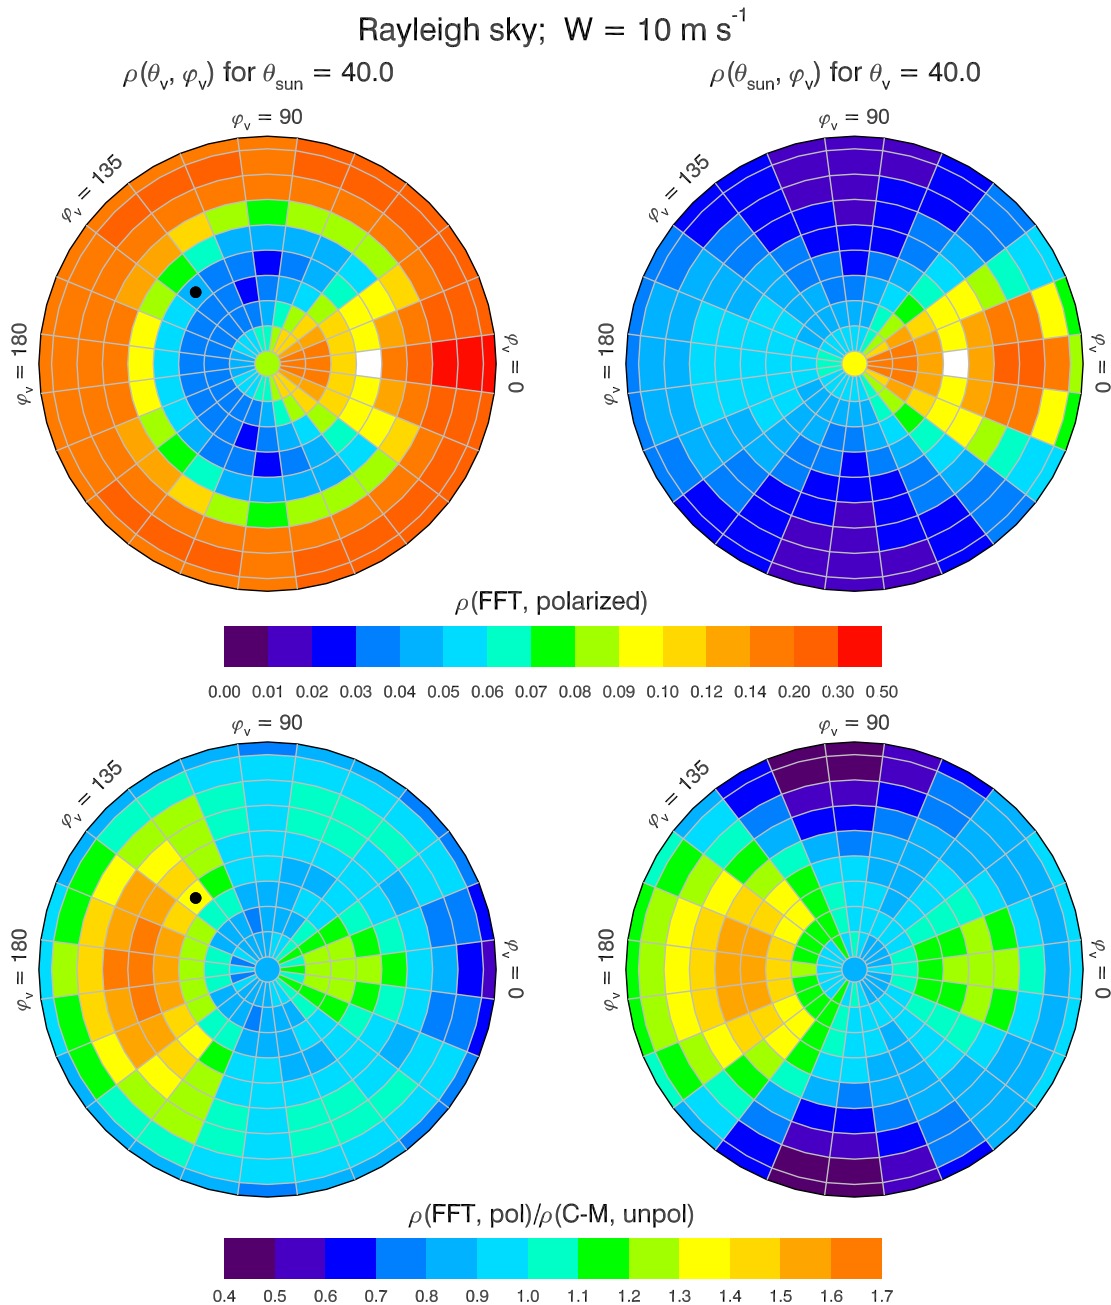 Rayleigh sky; W = 10 m s⁻¹
ρ(θv, φv) for θsun = 40.0
ρ(θsun, φv) for θv = 40.0
φv = 90
φv = 90
φv = 135
φv = 135
φv = 180
φv = 0
φv = 180
φv = 0
ρ(FFT, polarized)
0.00 0.01 0.02 0.03 0.04 0.05 0.06 0.07 0.08 0.09 0.10 0.12 0.14 0.20 0.30 0.50
φv = 90
φv = 90
φv = 135
φv = 135
φv = 180
φv = 0
φv = 180
φv = 0
ρ(FFT, pol)/ρ(C-M, unpol)
0.4 0.5 0.6 0.7 0.8 0.9 1.0 1.1 1.2 1.3 1.4 1.5 1.6 1.7